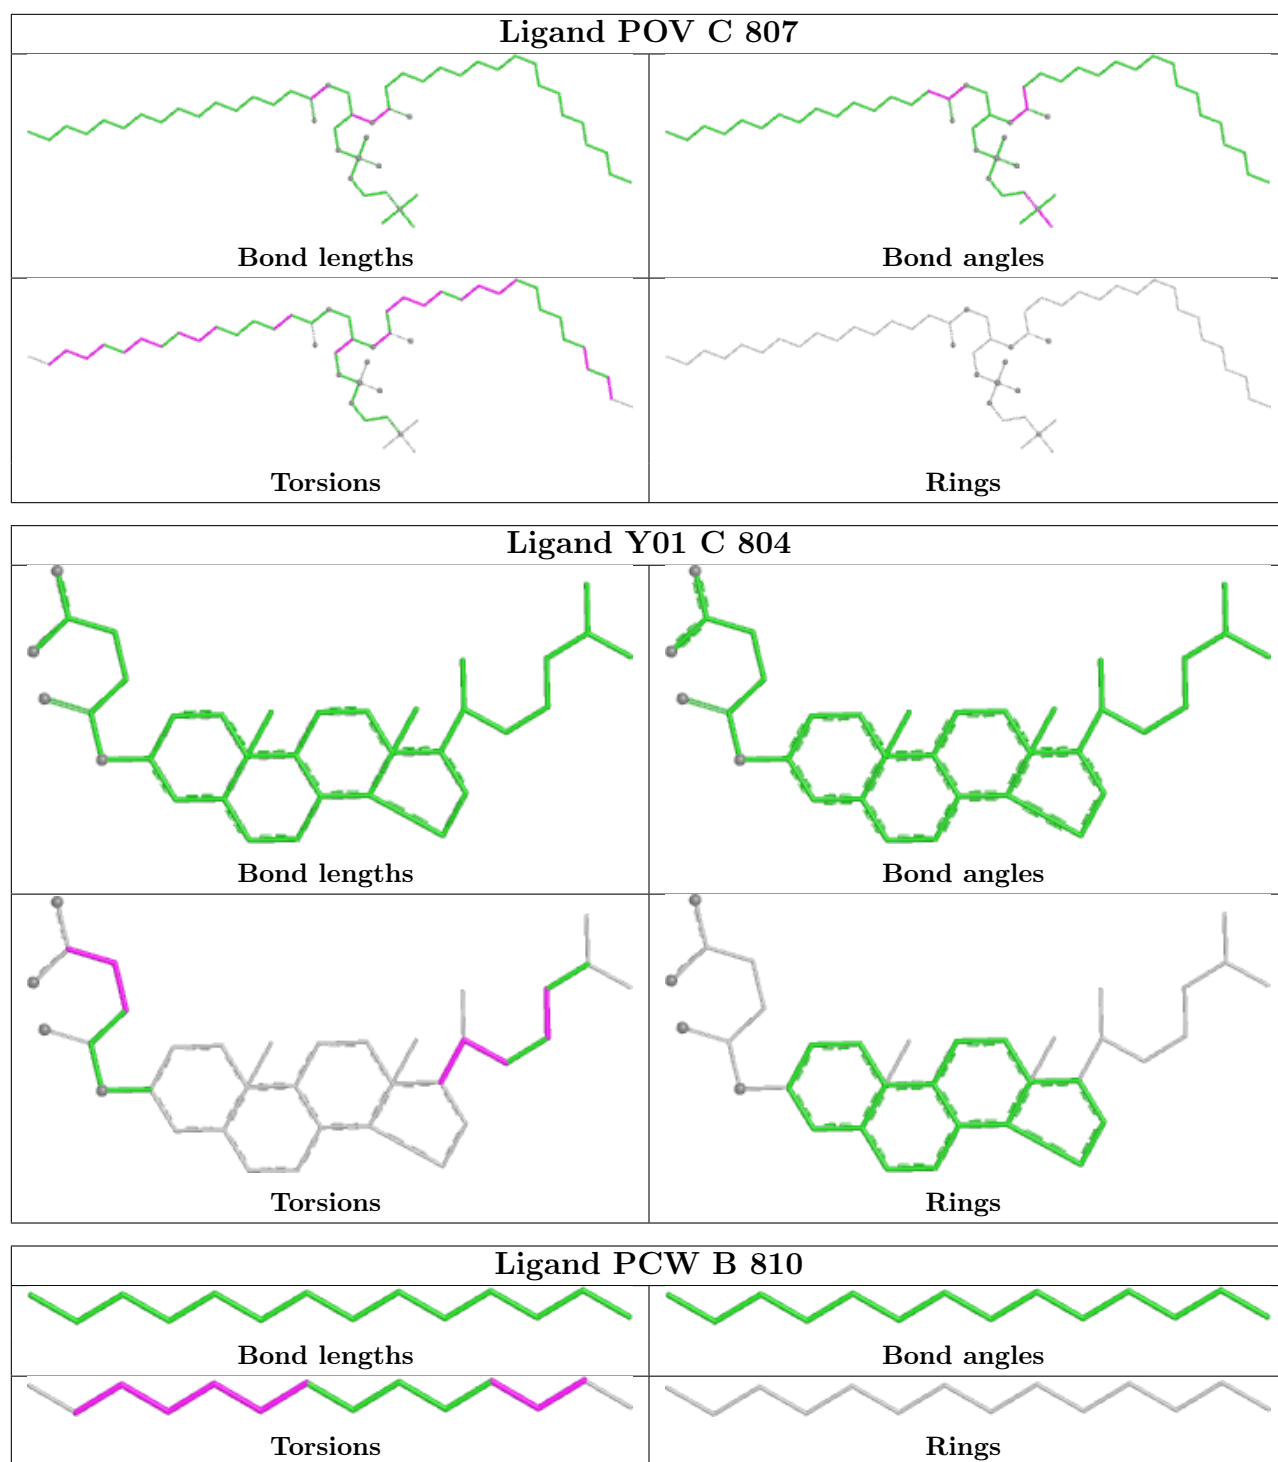 Ligand POV C 807
Bond lengths
Bond angles
Torsions
Rings
Ligand Y01 C 804
Bond lengths
Bond angles
Torsions
Rings
Ligand PCW B 810
Bond lengths
Bond angles
Torsions
Rings